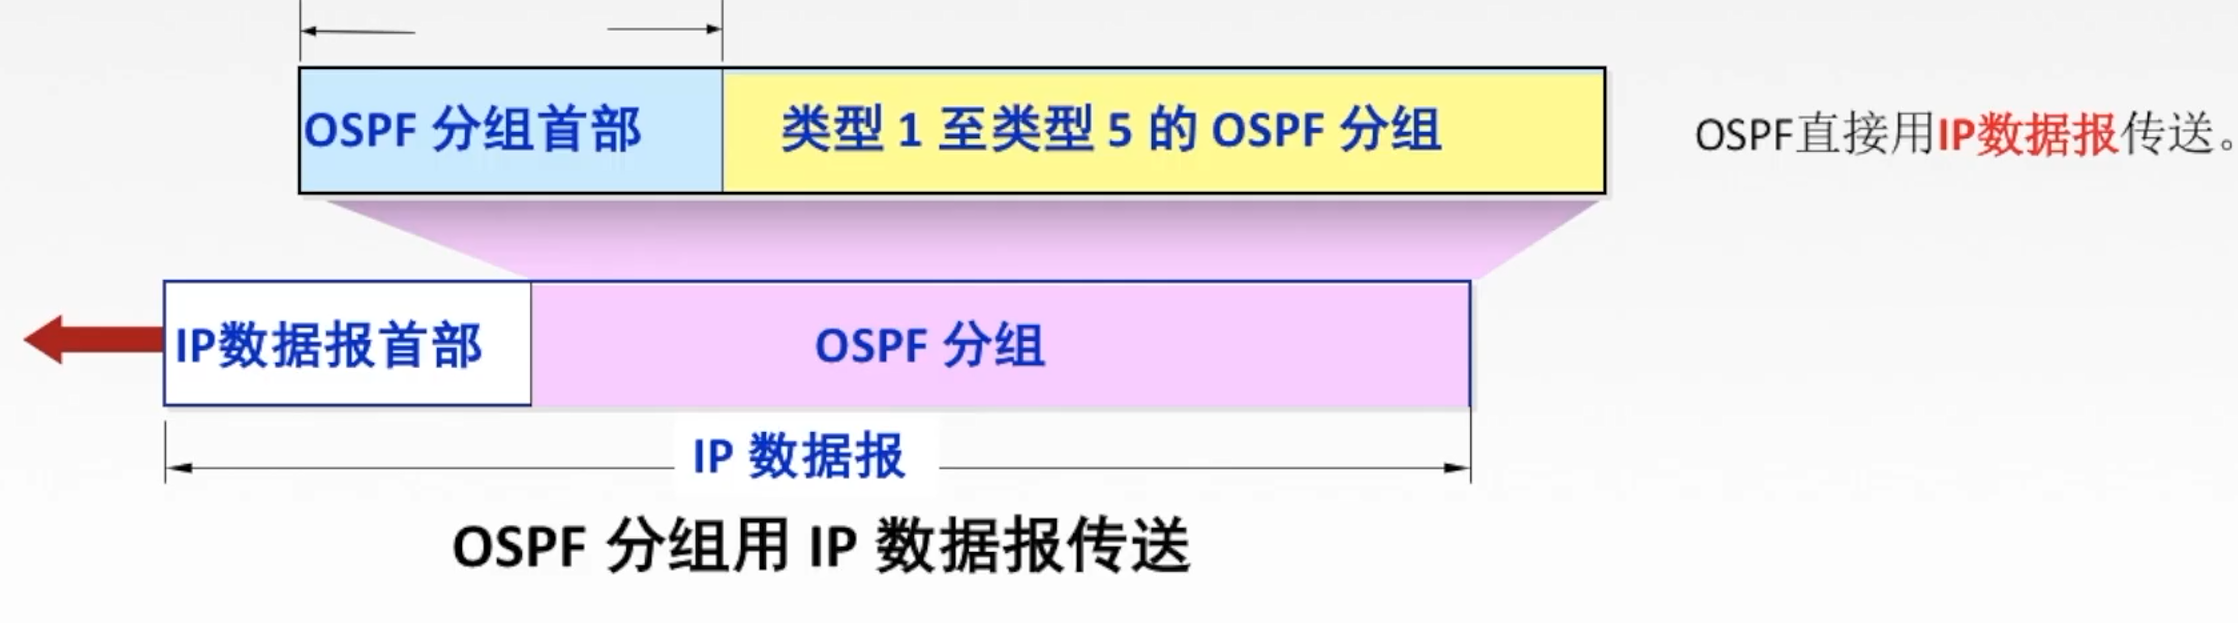 OSPF 分组首部
类型 1 至类型 5 的 OSPF 分组
OSPF直接用IP数据报传送。
IP数据报首部
OSPF 分组
IP 数据报
OSPF 分组用 IP 数据报传送